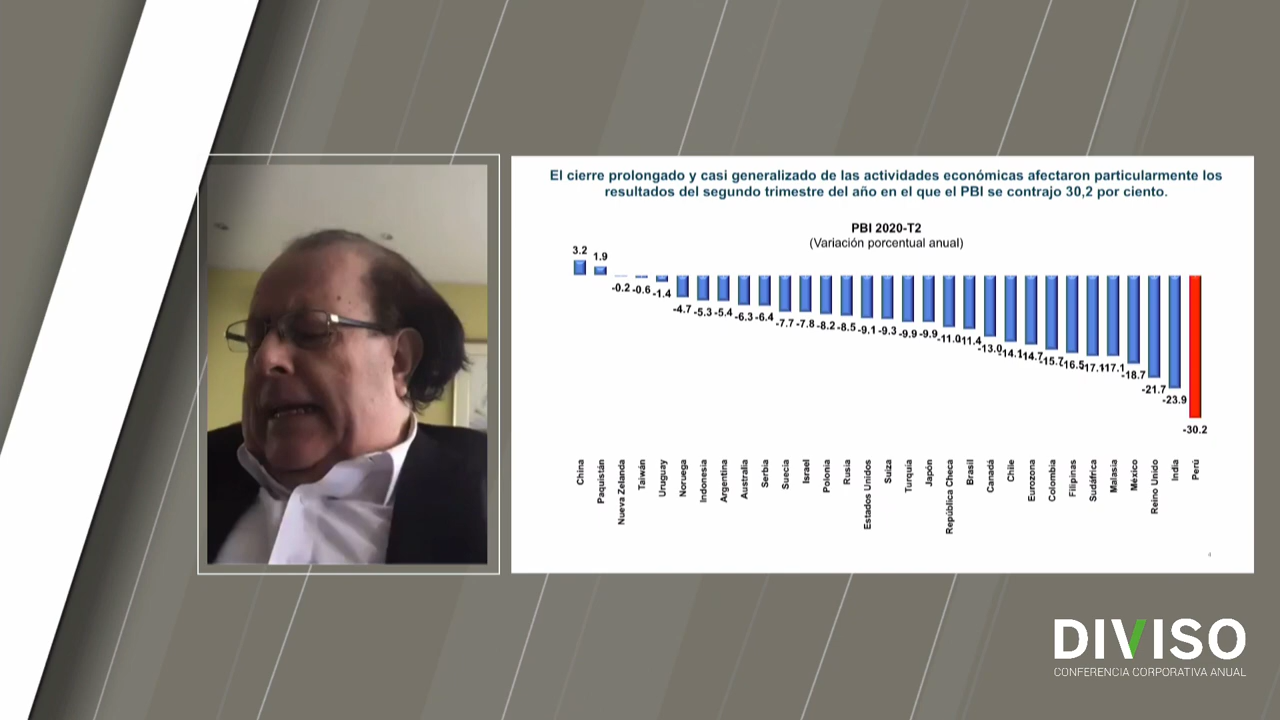 El cierre prolongado y casi generalizado de las actividades económicas afectaron particularmente los
resultados del segundo trimestre del año en el que el PBI se contrajo 30,2 por ciento.
PBI 2020-T2
(Variación porcentual anual)
3.2
1.9
-0.2
-0.6
-1.4
-4.7
-5.3
-5.4
-6.3
-6.4
-7.7
-7.8
-8.2
-8.5
-9.1
-9.3
-9.9
-9.9
-11.0
-11.4
-13.0
-14.1
-14.7
-15.7
-16.5
-17.1
-17.1
-18.7
-21.7
-23.9
-30.2
China
Paquistán
Nueva Zelanda
Taiwán
Uruguay
Noruega
Indonesia
Argentina
Australia
Serbia
Suecia
Israel
Polonia
Rusia
Estados Unidos
Suiza
Turquía
Japón
República Checa
Brasil
Canadá
Chile
Eurozona
Colombia
Filipinas
Sudáfrica
Malasia
México
Reino Unido
India
Perú
4
DIVISO
CONFERENCIA CORPORATIVA ANUAL